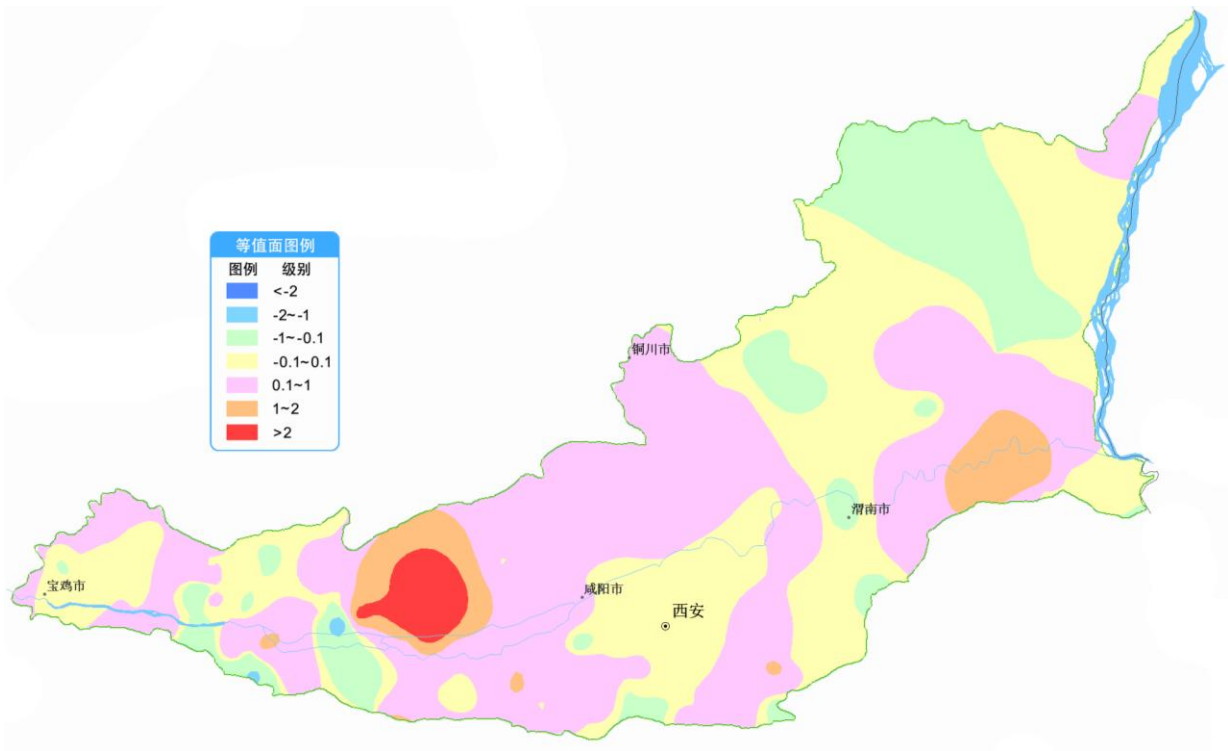 等值面图例
图例 级别
<-2
-2~-1
-1~-0.1
-0.1~0.1
0.1~1
1~2
>2
铜川市
渭南市
宝鸡市
咸阳市
西安